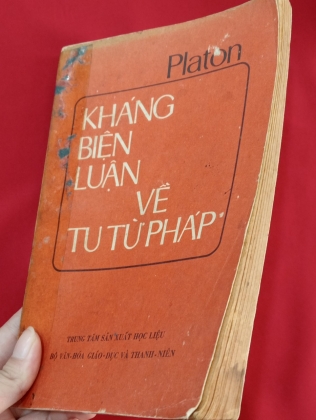 Platon
KHÁNG
BIỆN
LUẬN
VỀ
TU TỪ PHÁP
TRUNG TÂM SẢN XUẤT HỌC LIỆU
BỘ VĂN-HÓA GIÁO-DỤC VÀ THANH-NIÊN